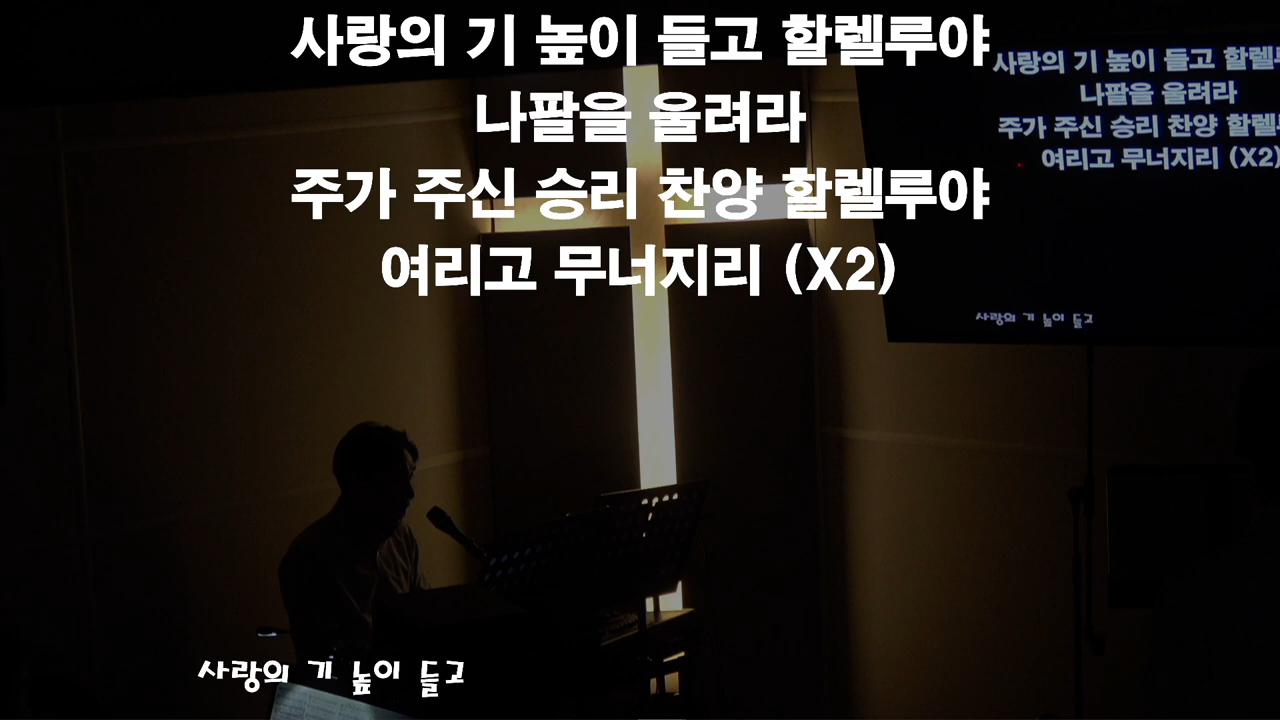 사랑의 기 높이 들고 할렐루야
나팔을 울려라
주가 주신 승리 찬양 할렐루야
여리고 무너지리 (X2)
사랑의 기 높이 들고 할렐루
나팔을 울려라
주가 주신 승리 찬양 할렐
여리고 무너지리 (X2)
사랑의 기 높이 들고
사랑의 기 높이 들고